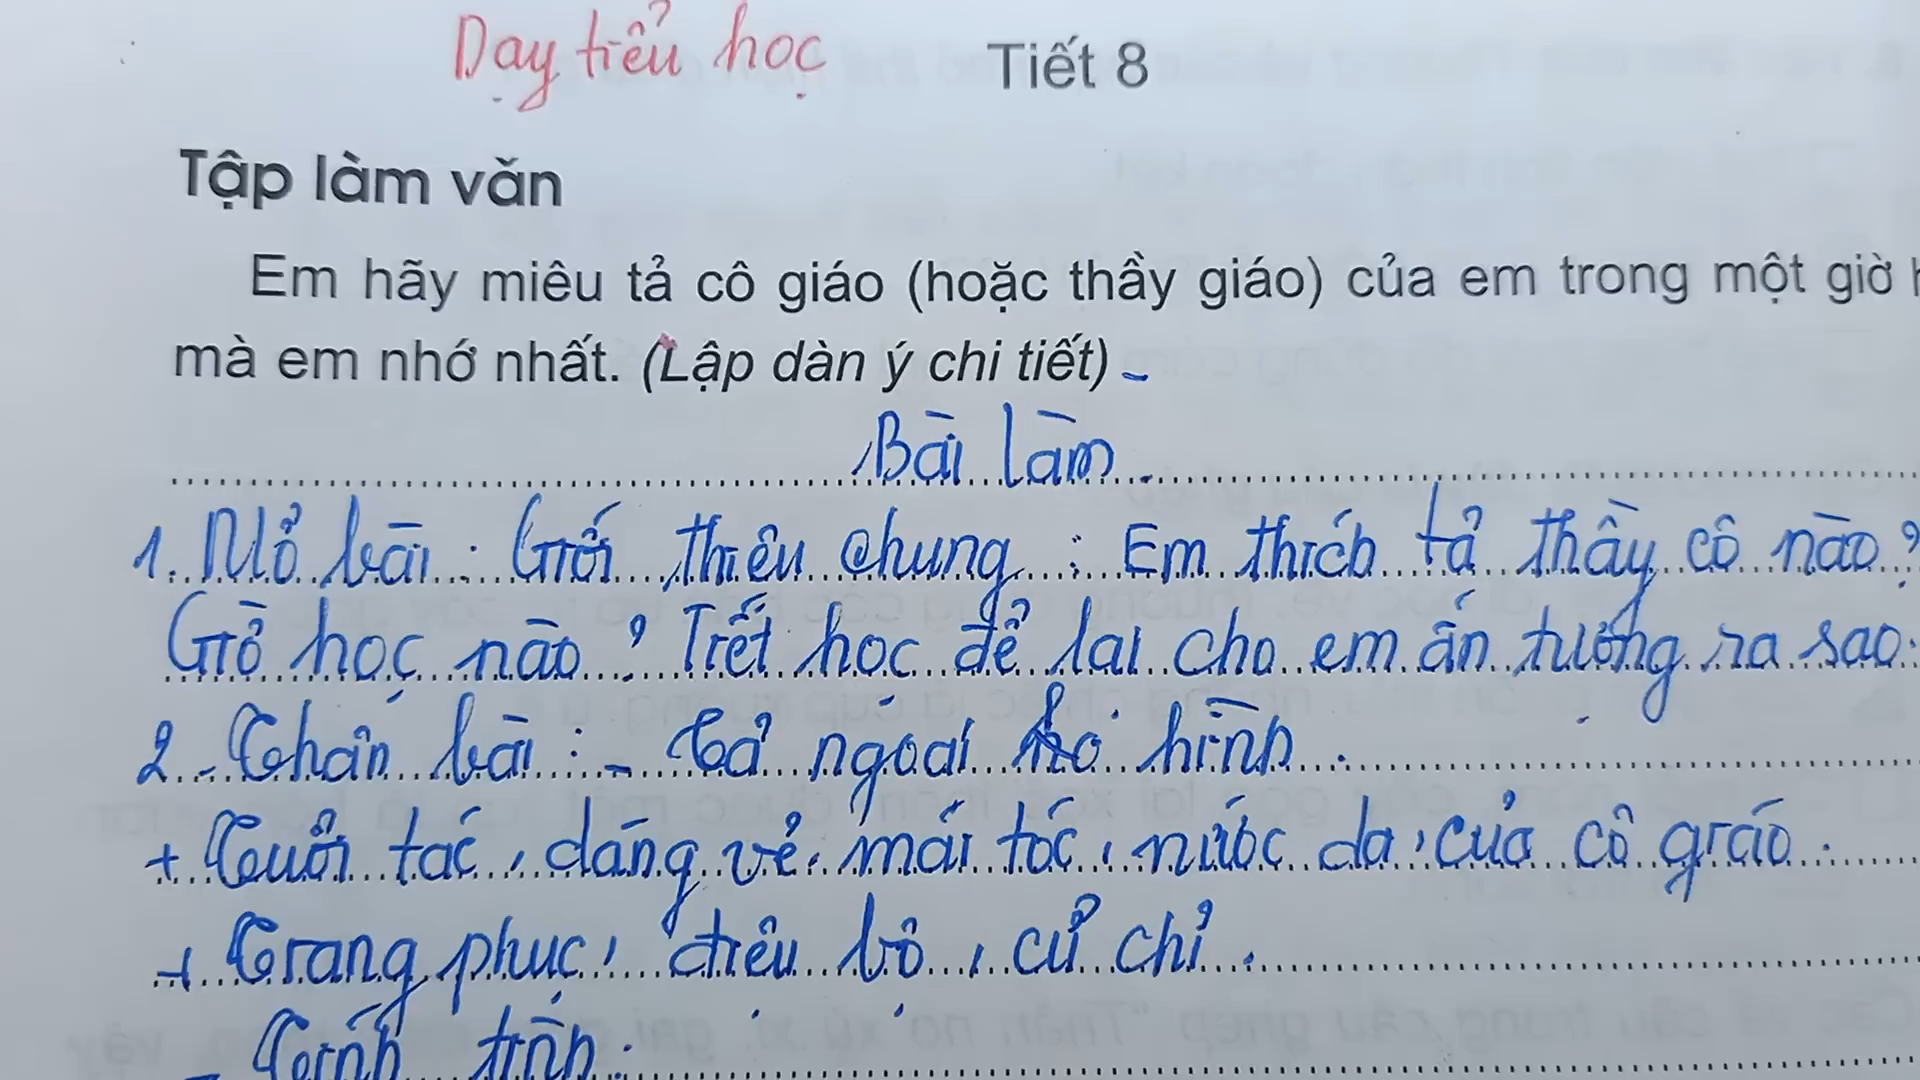 Dạy tiểu học Tiết 8
Tập làm văn
Em hãy miêu tả cô giáo (hoặc thầy giáo) của em trong một giờ
mà em nhớ nhất. (Lập dàn ý chi tiết)
Bài làm.
1. Mở bài: Giới thiệu chung: Em thích tả thầy cô nào?
Giờ học nào? Tiết học để lại cho em ấn tượng ra sao.
2. Thân bài: - Tả ngoại hình.
+ Tuổi tác, dáng vẻ, mái tóc, nước da, của cô giáo.
+ Trang phục, điệu bộ, cử chỉ.
- Tính tình: